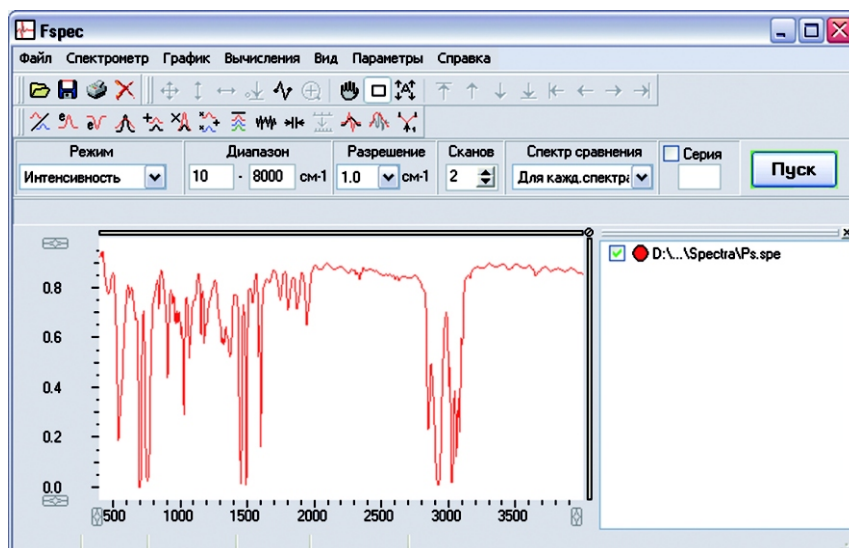 Fspec
Файл Спектрометр График Вычисления Вид Параметры Справка
Режим Диапазон Разрешение Сканов Спектр сравнения Серия
Интенсивность 10 - 8000 см-1 1.0 см-1 2 Для кажд.спектра Пуск
D:\...\Spectra\Ps.spe
0.8
0.6
0.4
0.2
0.0
500 1000 1500 2000 2500 3000 3500